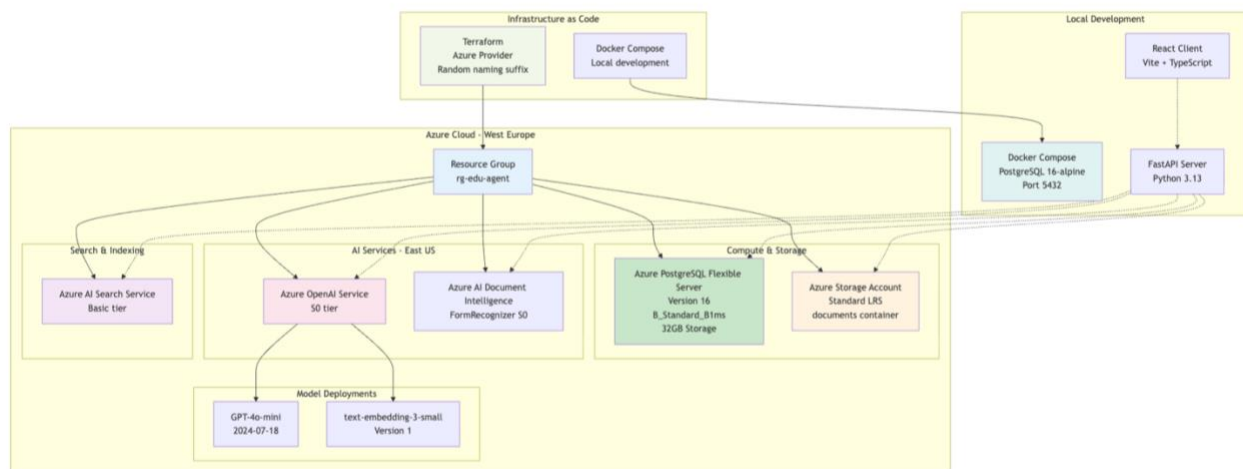 Infrastructure as Code
Terraform
Azure Provider
Random naming suffix
Docker Compose
Local development
Local Development
React Client
Vite + TypeScript
Docker Compose
PostgreSQL 16-alpine
Port 5432
FastAPI Server
Python 3.13
Azure Cloud - West Europe
Resource Group
rg-edu-agent
Search & Indexing
Azure AI Search Service
Basic tier
AI Services - East US
Azure OpenAI Service
S0 tier
Azure AI Document
Intelligence
FormRecognizer S0
Compute & Storage
Azure PostgreSQL Flexible
Server
Version 16
B_Standard_B1ms
32GB Storage
Azure Storage Account
Standard LRS
documents container
Model Deployments
GPT-4o-mini
2024-07-18
text-embedding-3-small
Version 1